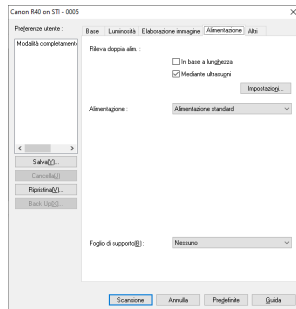 Canon R40 on STI - 0005
Preferenze utente :
Modalità completament
Salva(V)...
Cancella(J)
Ripristina(V)...
Back Up(N)...
Base Luminosità Elaborazione immagine Alimentazione Altri
Rileva doppia alim. :
In base a lunghezza
Mediante ultrasuoni
Impostazioni...
Alimentazione : Alimentazione standard
Foglio di supporto(B) : Nessuno
Scansione Annulla Predefinite Guida